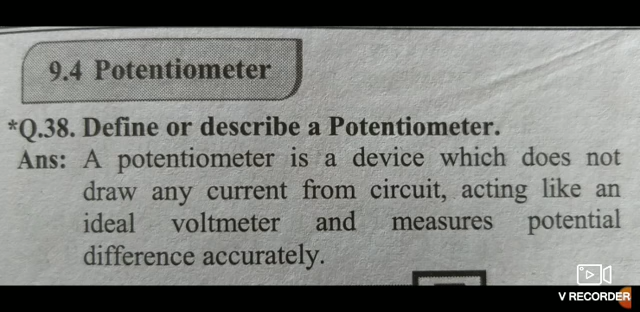 9.4 Potentiometer
*Q.38. Define or describe a Potentiometer.
Ans: A potentiometer is a device which does not
draw any current from circuit, acting like an
ideal voltmeter and measures potential
difference accurately.
V RECORDER